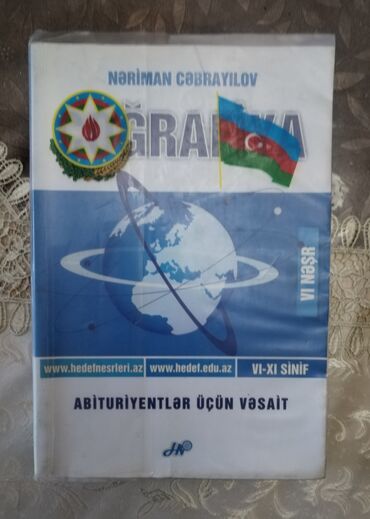 NƏRİMAN CƏBRAYILOV
VI NƏŞR
www.hedefnesrleri.az www.hedef.edu.az VI-XI SİNİF
ABİTURİYENTLƏR ÜÇÜN VƏSAİT